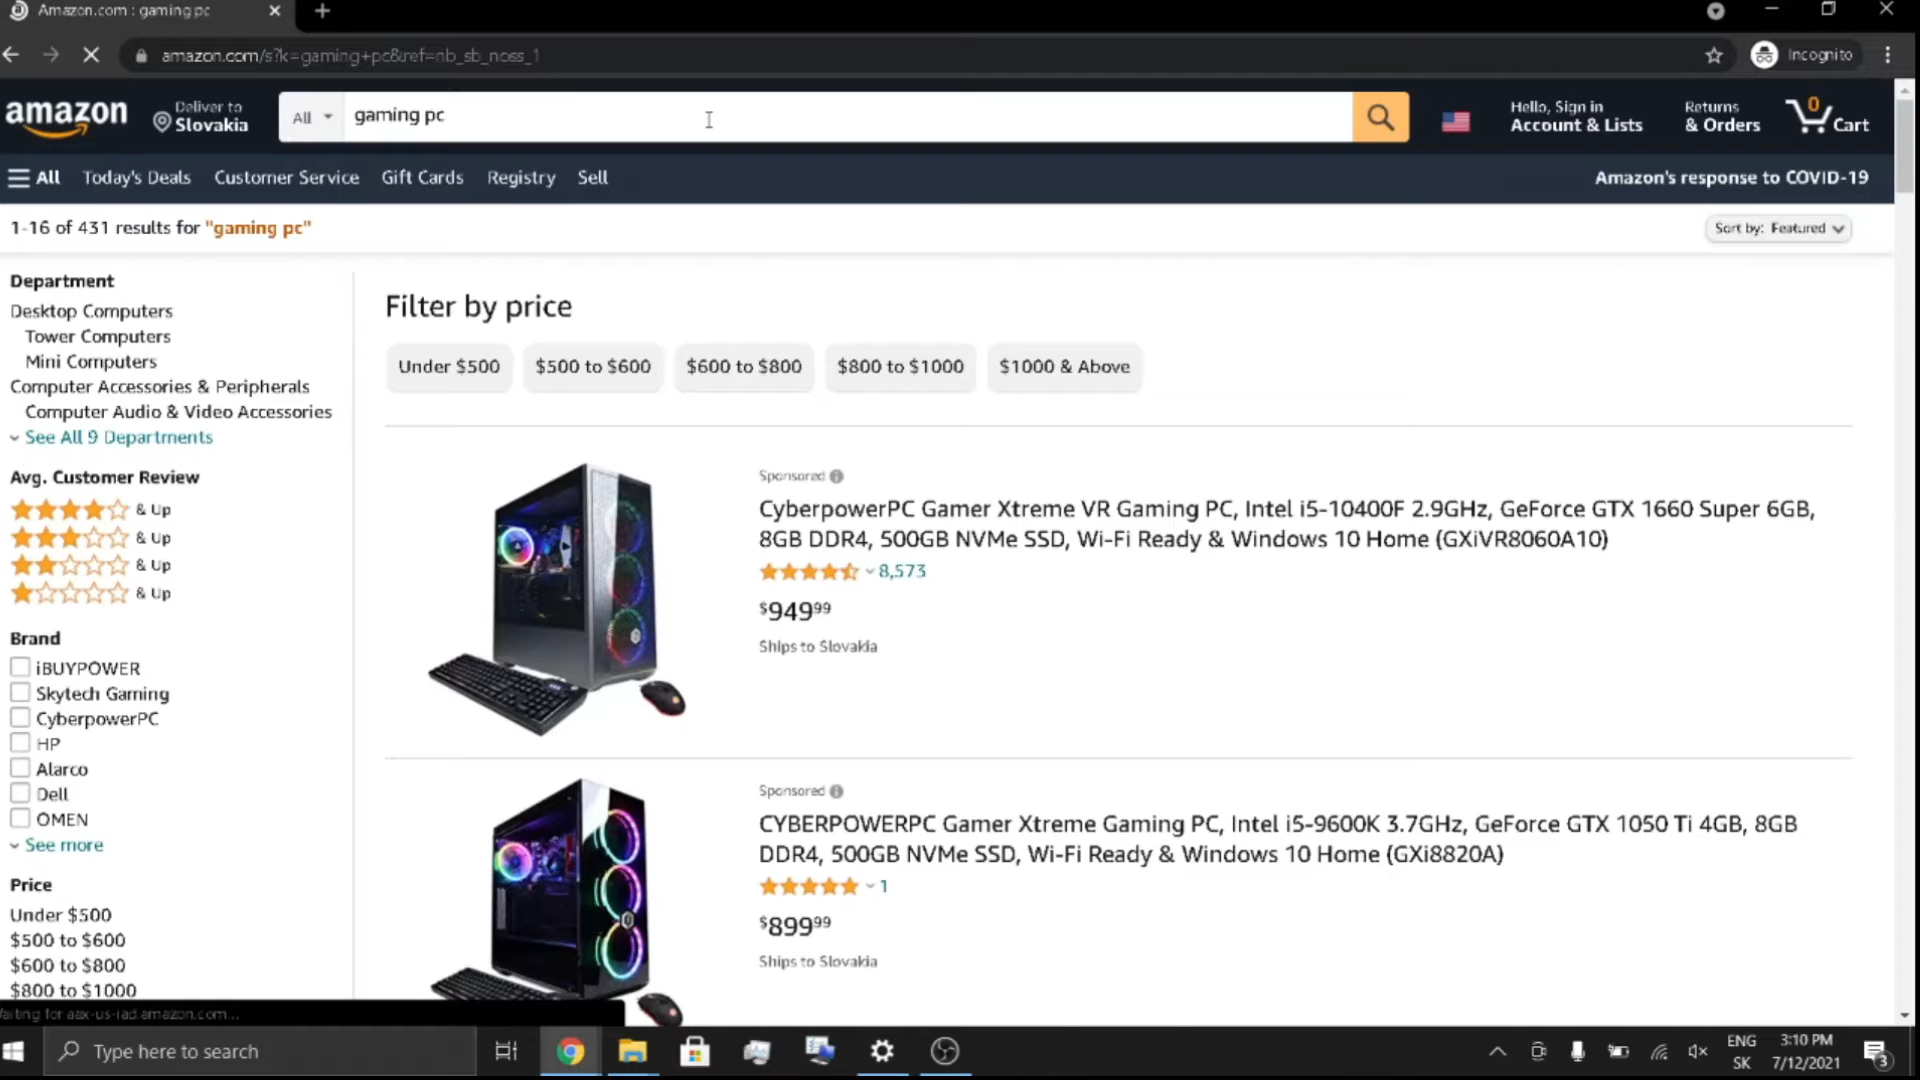 Amazon.com : gaming pc
amazon.com/s?k=gaming+pc&ref=nb_sb_noss_1
Incognito
amazon
Deliver to
Slovakia
All
gaming pc
Hello, Sign in
Account & Lists
Returns
& Orders
0
Cart
All
Today's Deals
Customer Service
Gift Cards
Registry
Sell
Amazon's response to COVID-19
1-16 of 431 results for "gaming pc"
Sort by: Featured
Department
Desktop Computers
Tower Computers
Mini Computers
Computer Accessories & Peripherals
Computer Audio & Video Accessories
See All 9 Departments
Avg. Customer Review
& Up
& Up
& Up
& Up
Brand
iBUYPOWER
Skytech Gaming
CyberpowerPC
HP
Alarco
Dell
OMEN
See more
Price
Under $500
$500 to $600
$600 to $800
$800 to $1000
Filter by price
Under $500
$500 to $600
$600 to $800
$800 to $1000
$1000 & Above
Sponsored
CyberpowerPC Gamer Xtreme VR Gaming PC, Intel i5-10400F 2.9GHz, GeForce GTX 1660 Super 6GB,
8GB DDR4, 500GB NVMe SSD, Wi-Fi Ready & Windows 10 Home (GXiVR8060A10)
8,573
$949.99
Ships to Slovakia
Sponsored
CYBERPOWERPC Gamer Xtreme Gaming PC, Intel i5-9600K 3.7GHz, GeForce GTX 1050 Ti 4GB, 8GB
DDR4, 500GB NVMe SSD, Wi-Fi Ready & Windows 10 Home (GXi8820A)
1
$899.99
Ships to Slovakia
Waiting for aax-us-iad.amazon.com...
Type here to search
ENG
SK
3:10 PM
7/12/2021
3